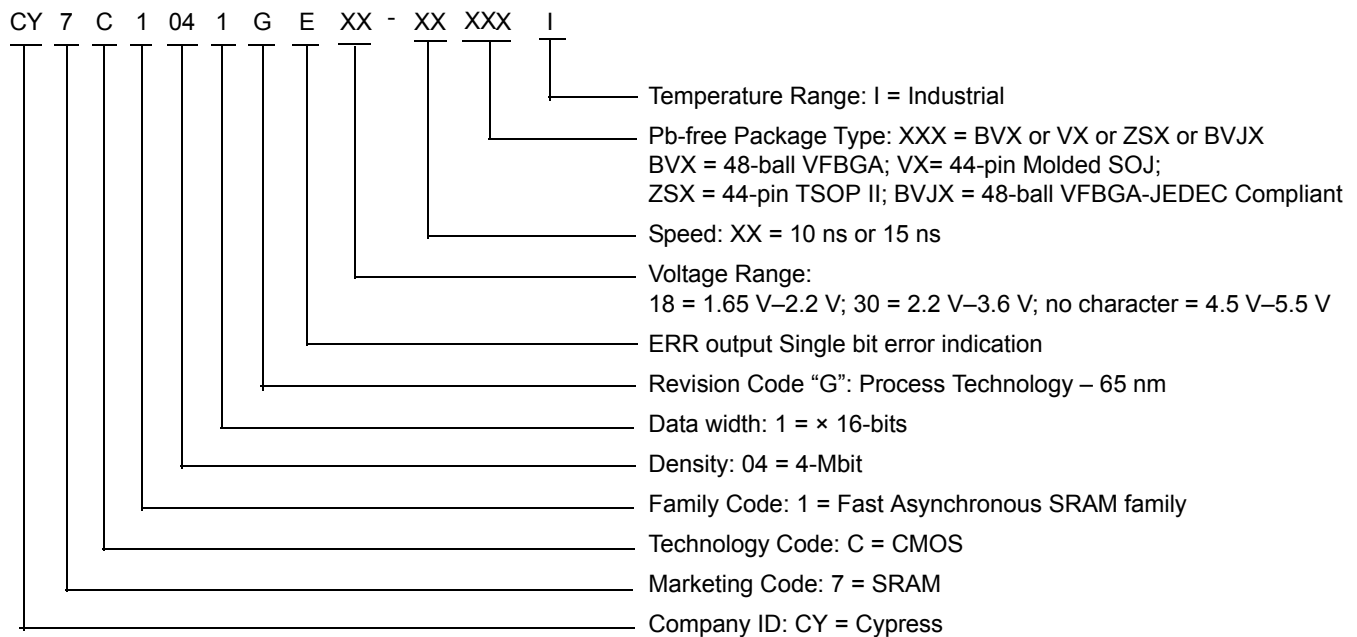 CY 7 C 1 04 1 G E XX - XX XXX I
Temperature Range: I = Industrial
Pb-free Package Type: XXX = BVX or VX or ZSX or BVJX
BVX = 48-ball VFBGA; VX= 44-pin Molded SOJ;
ZSX = 44-pin TSOP II; BVJX = 48-ball VFBGA-JEDEC Compliant
Speed: XX = 10 ns or 15 ns
Voltage Range:
18 = 1.65 V–2.2 V; 30 = 2.2 V–3.6 V; no character = 4.5 V–5.5 V
ERR output Single bit error indication
Revision Code “G”: Process Technology – 65 nm
Data width: 1 = × 16-bits
Density: 04 = 4-Mbit
Family Code: 1 = Fast Asynchronous SRAM family
Technology Code: C = CMOS
Marketing Code: 7 = SRAM
Company ID: CY = Cypress